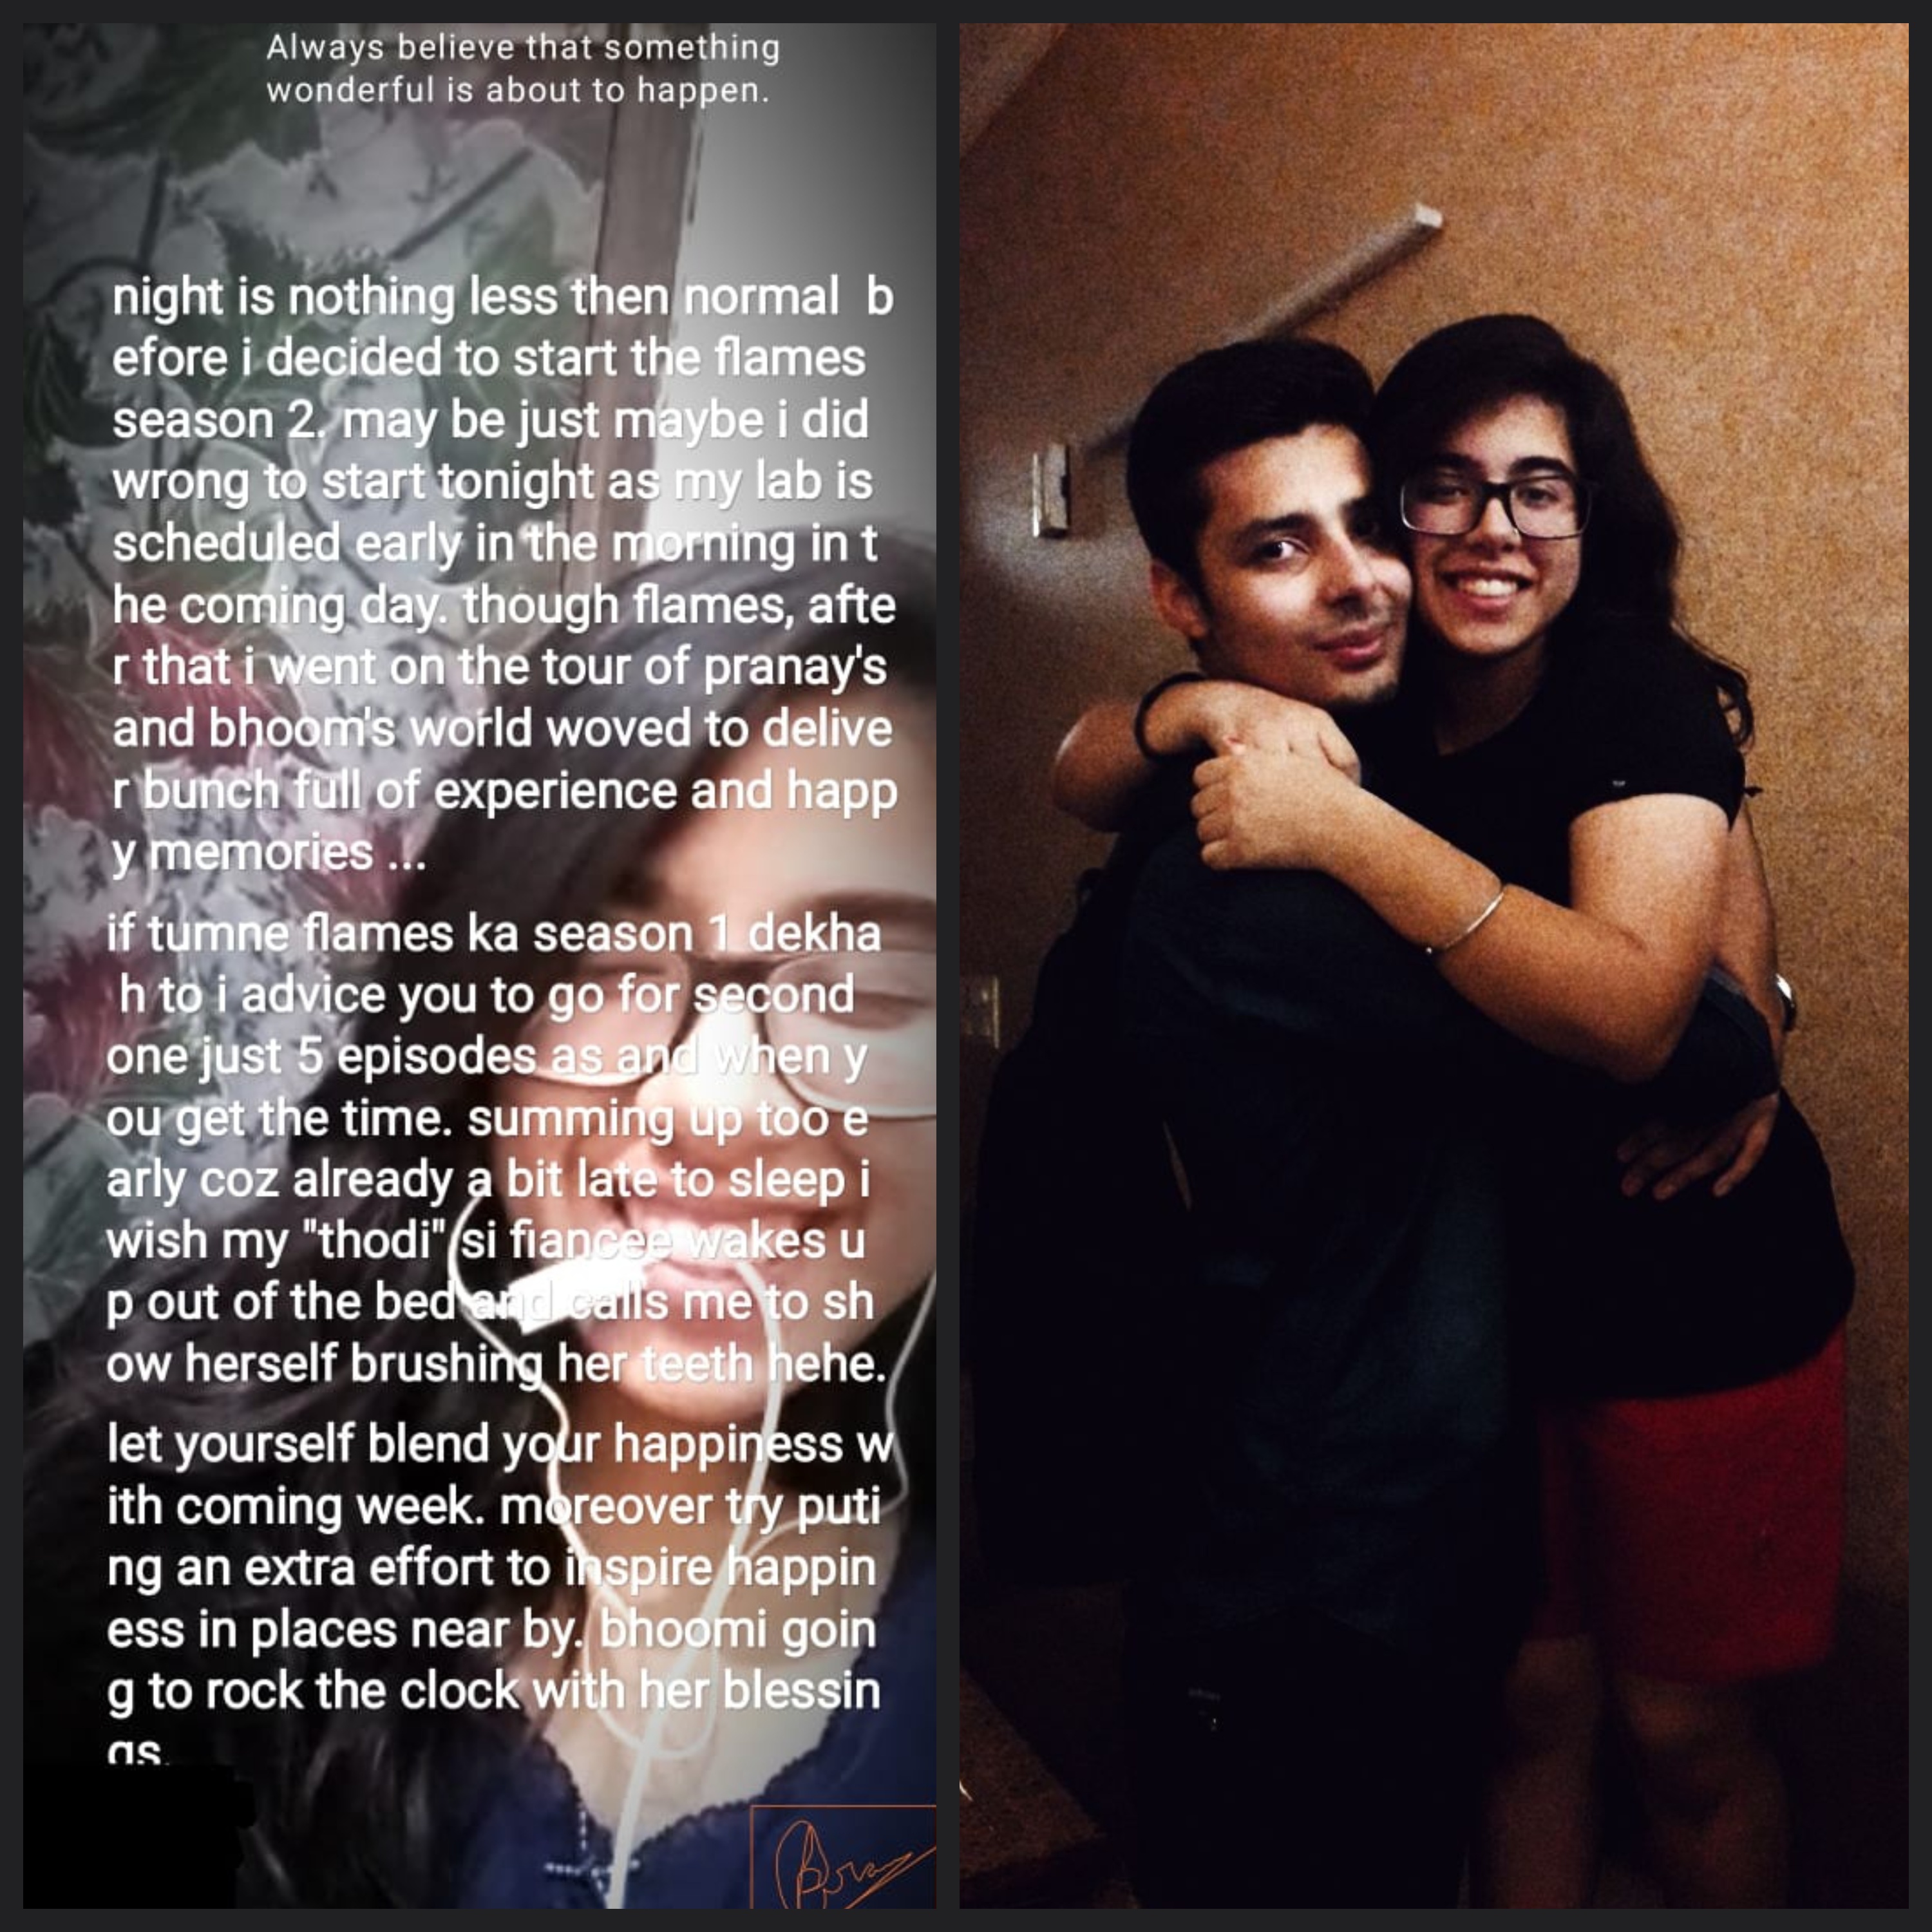 Always believe that something
wonderful is about to happen.
night is nothing less then normal  b
efore i decided to start the flames
season 2. may be just maybe i did
wrong to start tonight as my lab is
scheduled early in the morning in t
he coming day. though flames, afte
r that i went on the tour of pranay's
and bhoom's world woved to delive
r bunch full of experience and happ
y memories ...
if tumne flames ka season 1 dekha
h to i advice you to go for second
one just 5 episodes as and when y
ou get the time. summing up too e
arly coz already a bit late to sleep i
wish my "thodi" si fiancee wakes u
p out of the bed and calls me to sh
ow herself brushing her teeth hehe.
let yourself blend your happiness w
ith coming week. moreover try puti
ng an extra effort to inspire happin
ess in places near by. bhoomi goin
g to rock the clock with her blessin
gs.